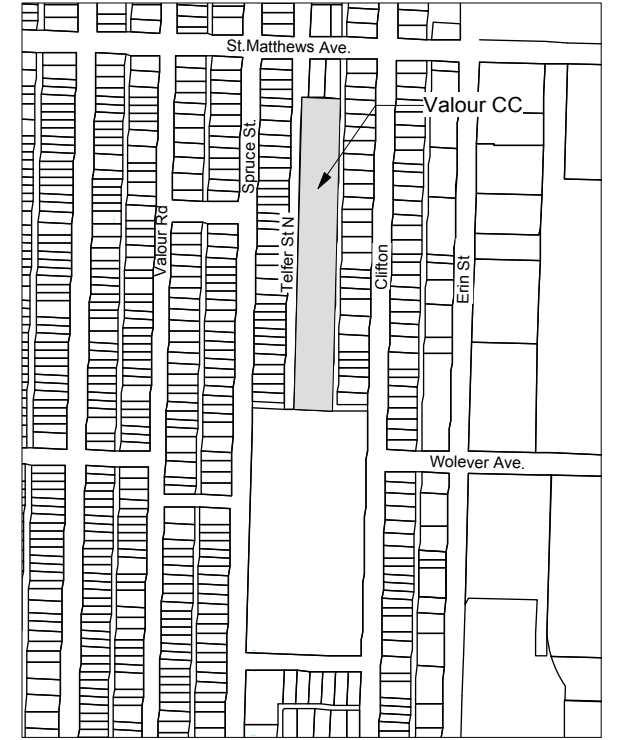 St.Matthews Ave.
Valour CC
Spruce St.
Valour Rd
Telfer St N
Clifton
Erin St
Wolever Ave.